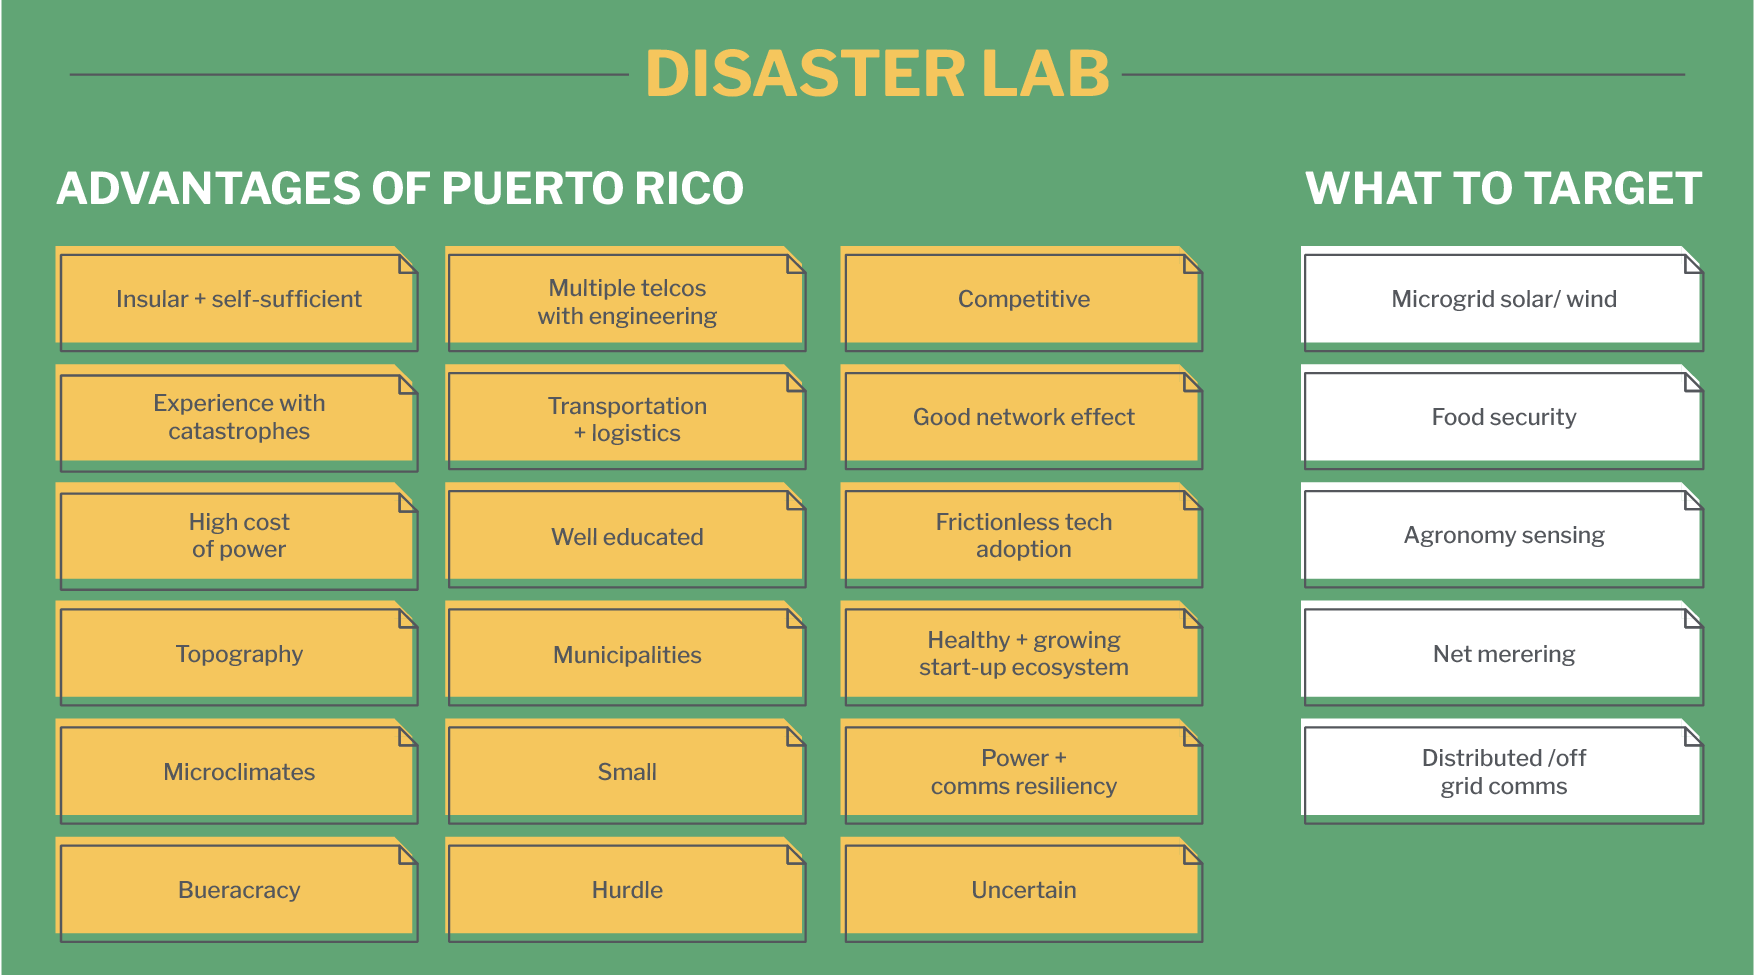 DISASTER LAB
ADVANTAGES OF PUERTO RICO
Insular + self-sufficient
Multiple telcos
with engineering
Competitive
Experience with
catastrophes
Transportation
+ logistics
Good network effect
High cost
of power
Well educated
Frictionless tech
adoption
Topography
Municipalities
Healthy + growing
start-up ecosystem
Microclimates
Small
Power +
comms resiliency
Bueracracy
Hurdle
Uncertain
WHAT TO TARGET
Microgrid solar/ wind
Food security
Agronomy sensing
Net merering
Distributed /off
grid comms